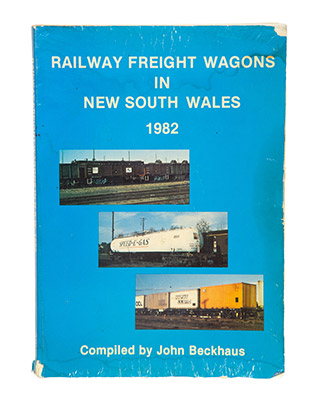 RAILWAY FREIGHT WAGONS
IN
NEW SOUTH WALES
1982
SPEED-E-GAS
Compiled by John Beckhaus